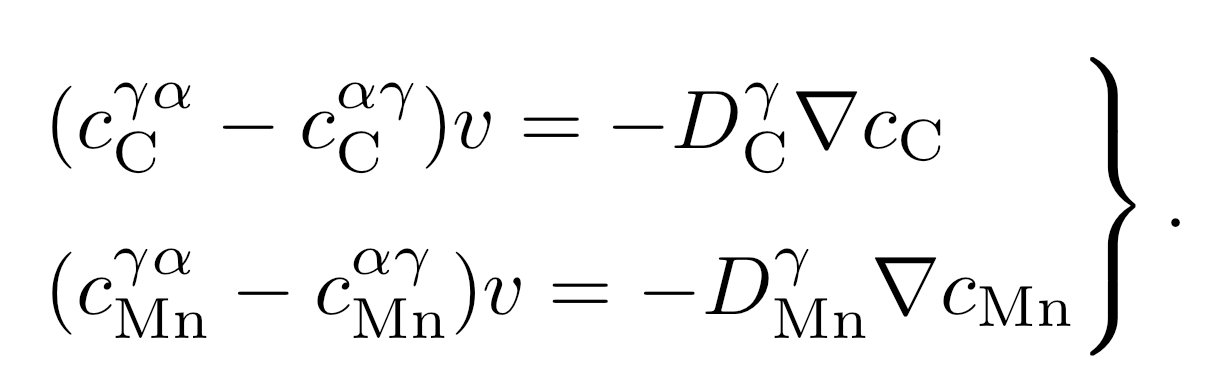 (c_C^{γα} − c_C^{αγ})v = −D_C^γ ∇c_C
(c_{Mn}^{γα} − c_{Mn}^{αγ})v = −D_{Mn}^γ ∇c_{Mn} } .